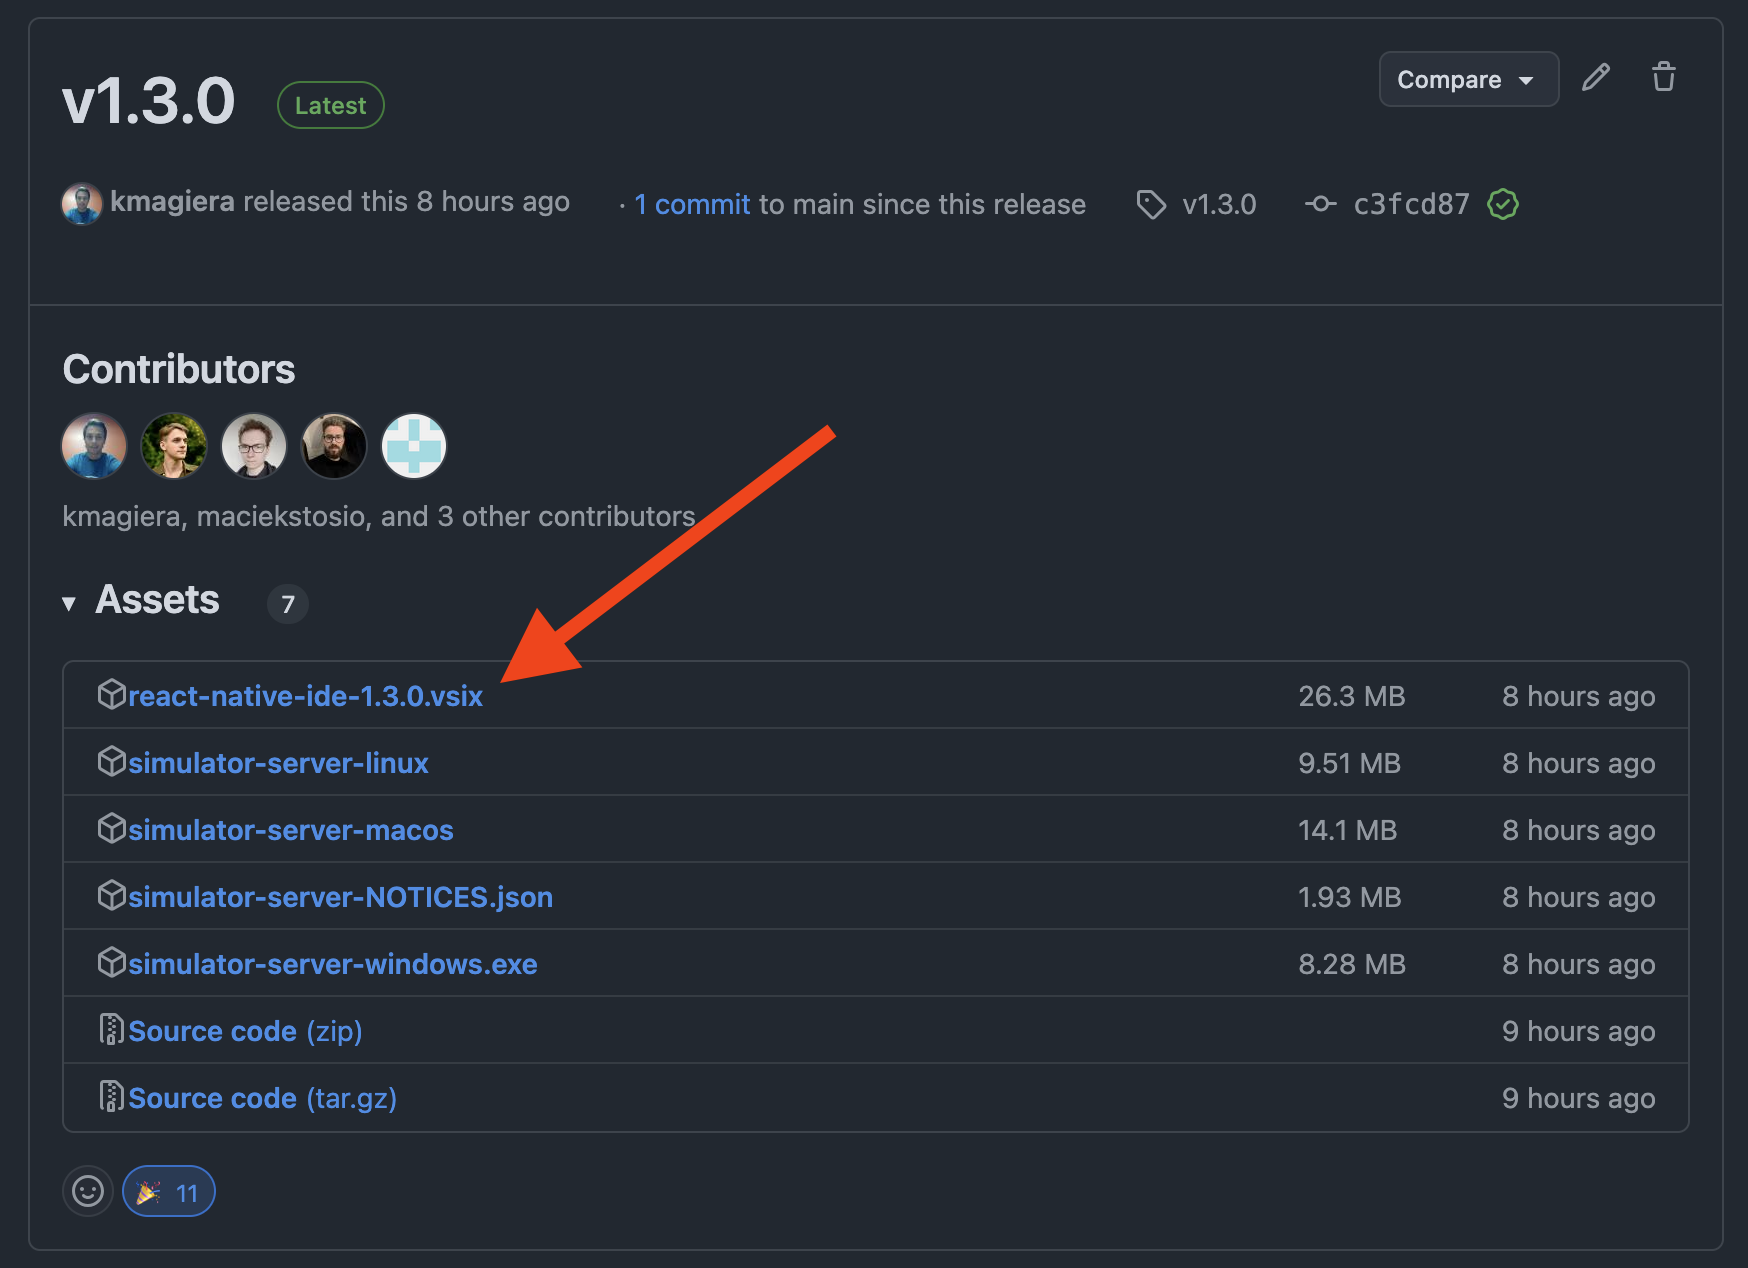 v1.3.0 Latest Compare
kmagiera released this 8 hours ago · 1 commit to main since this release v1.3.0 c3fcd87
Contributors
kmagiera, maciekstosio, and 3 other contributors
Assets 7
react-native-ide-1.3.0.vsix 26.3 MB 8 hours ago
simulator-server-linux 9.51 MB 8 hours ago
simulator-server-macos 14.1 MB 8 hours ago
simulator-server-NOTICES.json 1.93 MB 8 hours ago
simulator-server-windows.exe 8.28 MB 8 hours ago
Source code (zip) 9 hours ago
Source code (tar.gz) 9 hours ago
11